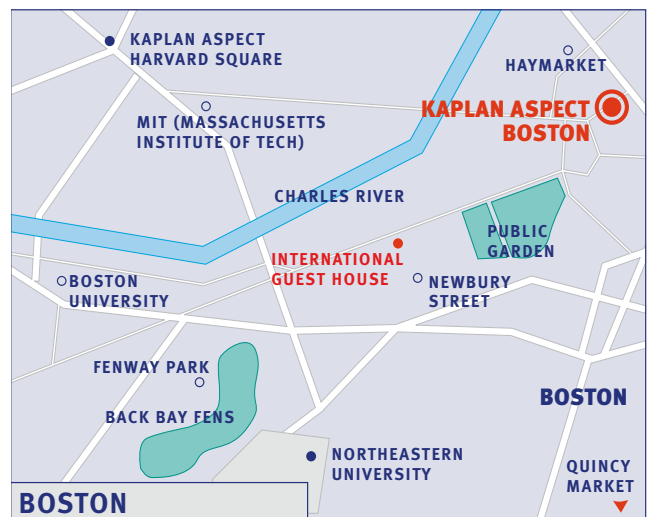 KAPLAN ASPECT
HARVARD SQUARE
HAYMARKET
KAPLAN ASPECT
BOSTON
MIT (MASSACHUSETTS
INSTITUTE OF TECH)
CHARLES RIVER
PUBLIC
GARDEN
INTERNATIONAL
GUEST HOUSE
BOSTON
UNIVERSITY
NEWBURY
STREET
FENWAY PARK
BACK BAY FENS
BOSTON
NORTHEASTERN
UNIVERSITY
QUINCY
MARKET
BOSTON